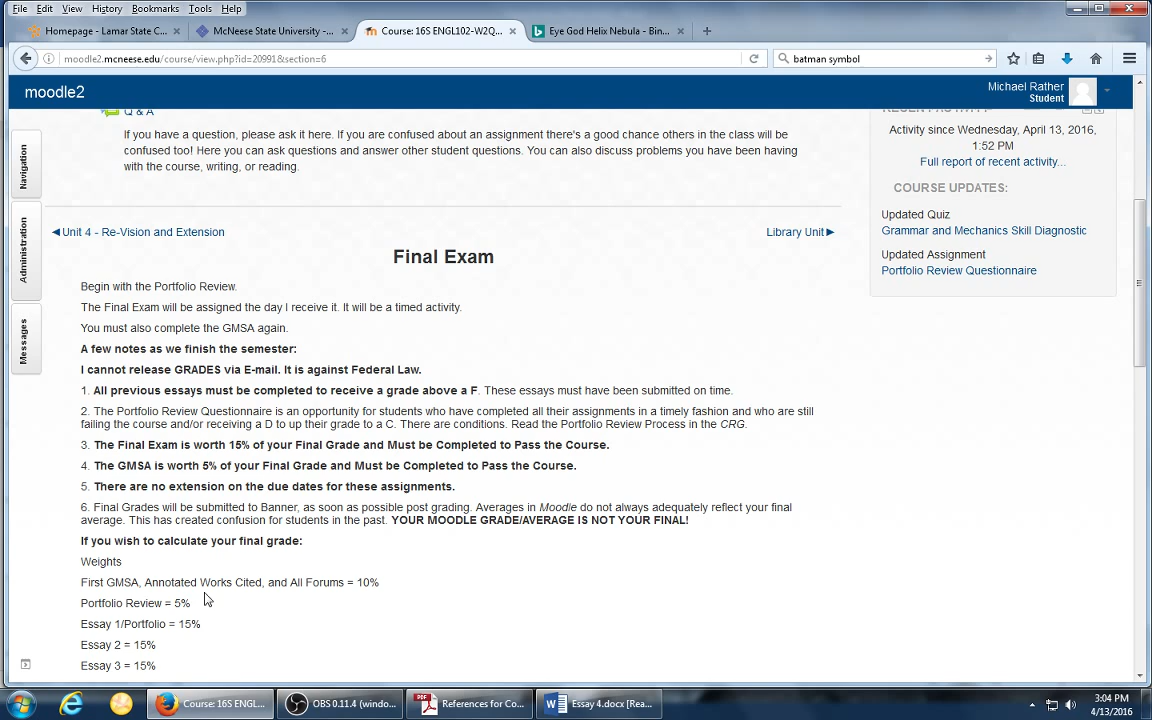 File Edit View History Bookmarks Tools Help
Homepage - Lamar State C...
McNeese State University - ...
Course: 16S ENGL102-W2Q...
Eye God Helix Nebula - Bin...
moodle2.mcneese.edu/course/view.php?id=20991&section=6
batman symbol
moodle2
Michael Rather
Student
Navigation
Administration
Messages
Q & A
If you have a question, please ask it here. If you are confused about an assignment there's a good chance others in the class will be
confused too! Here you can ask questions and answer other student questions. You can also discuss problems you have been having
with the course, writing, or reading.
RECENT ACTIVITY
Activity since Wednesday, April 13, 2016,
1:52 PM
Full report of recent activity...
COURSE UPDATES:
Updated Quiz
Grammar and Mechanics Skill Diagnostic
Updated Assignment
Portfolio Review Questionnaire
Unit 4 - Re-Vision and Extension
Library Unit
Final Exam
Begin with the Portfolio Review.
The Final Exam will be assigned the day I receive it. It will be a timed activity.
You must also complete the GMSA again.
A few notes as we finish the semester:
I cannot release GRADES via E-mail. It is against Federal Law.
1. All previous essays must be completed to receive a grade above a F. These essays must have been submitted on time.
2. The Portfolio Review Questionnaire is an opportunity for students who have completed all their assignments in a timely fashion and who are still
failing the course and/or receiving a D to up their grade to a C. There are conditions. Read the Portfolio Review Process in the CRG.
3. The Final Exam is worth 15% of your Final Grade and Must be Completed to Pass the Course.
4. The GMSA is worth 5% of your Final Grade and Must be Completed to Pass the Course.
5. There are no extension on the due dates for these assignments.
6. Final Grades will be submitted to Banner, as soon as possible post grading. Averages in Moodle do not always adequately reflect your final
average. This has created confusion for students in the past. YOUR MOODLE GRADE/AVERAGE IS NOT YOUR FINAL!
If you wish to calculate your final grade:
Weights
First GMSA, Annotated Works Cited, and All Forums = 10%
Portfolio Review = 5%
Essay 1/Portfolio = 15%
Essay 2 = 15%
Essay 3 = 15%
Course: 16S ENGL...
OBS 0.11.4 (windo...
References for Co...
Essay 4.docx [Rea...
3:04 PM
4/13/2016